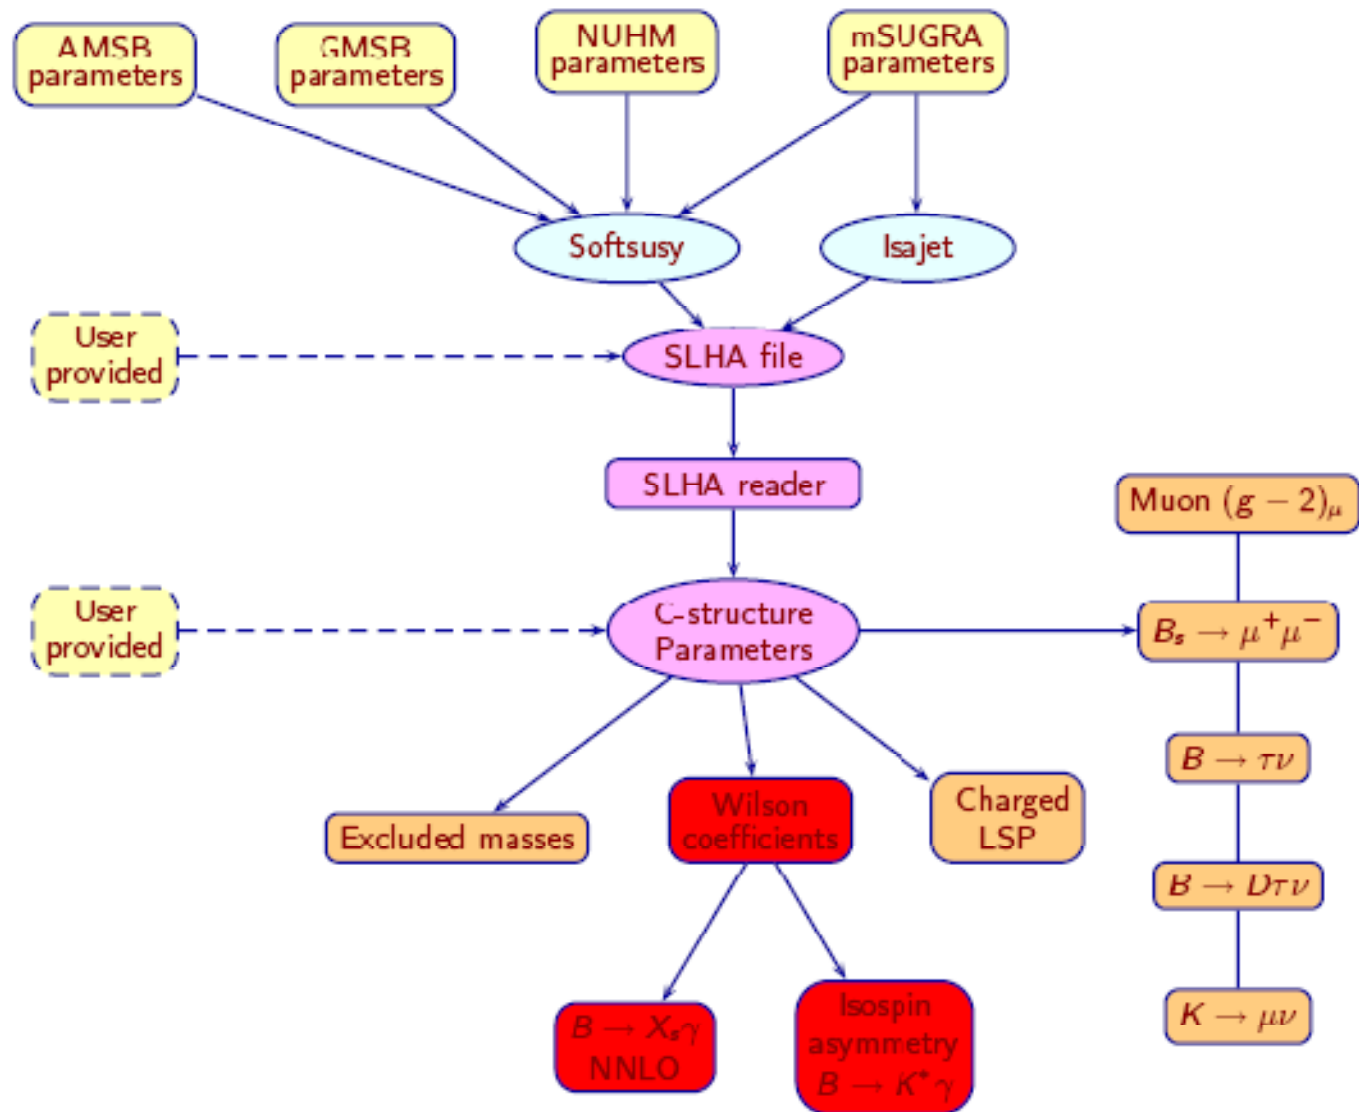 AMSB
parameters
GMSB
parameters
NUHM
parameters
mSUGRA
parameters
Softsusy
Isajet
User
provided
SLHA file
SLHA reader
Muon (g − 2)μ
User
provided
C-structure
Parameters
Bs → μ⁺μ⁻
B → τν
Excluded masses
Wilson
coefficients
Charged
LSP
B → Dτν
B → Xsγ
NNLO
Isospin
asymmetry
B → K*γ
K → μν